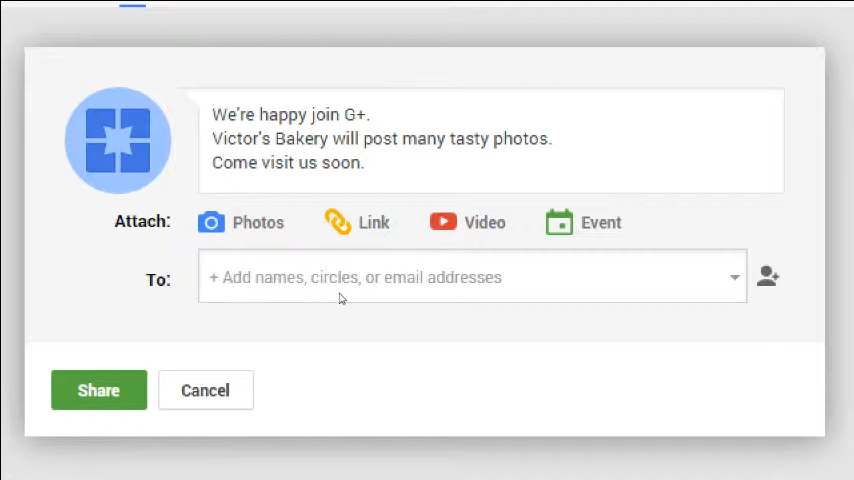 We're happy join G+.
Victor's Bakery will post many tasty photos.
Come visit us soon.
Attach: Photos Link Video Event
To: + Add names, circles, or email addresses
Share Cancel